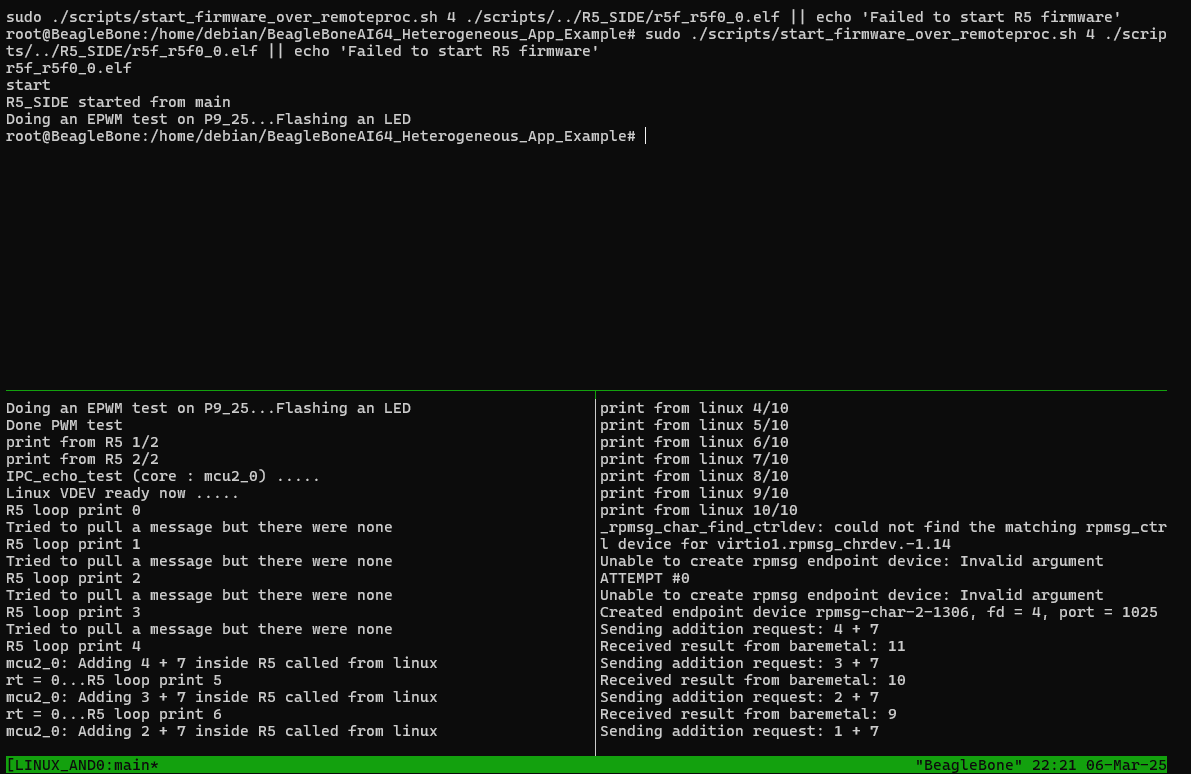 sudo ./scripts/start_firmware_over_remoteproc.sh 4 ./scripts/../R5_SIDE/r5f_r5f0_0.elf || echo 'Failed to start R5 firmware'
root@BeagleBone:/home/debian/BeagleBoneAI64_Heterogeneous_App_Example# sudo ./scripts/start_firmware_over_remoteproc.sh 4 ./scrip
ts/../R5_SIDE/r5f_r5f0_0.elf || echo 'Failed to start R5 firmware'
r5f_r5f0_0.elf
start
R5_SIDE started from main
Doing an EPWM test on P9_25...Flashing an LED
root@BeagleBone:/home/debian/BeagleBoneAI64_Heterogeneous_App_Example#
Doing an EPWM test on P9_25...Flashing an LED
Done PWM test
print from R5 1/2
print from R5 2/2
IPC_echo_test (core : mcu2_0) .....
Linux VDEV ready now .....
R5 loop print 0
Tried to pull a message but there were none
R5 loop print 1
Tried to pull a message but there were none
R5 loop print 2
Tried to pull a message but there were none
R5 loop print 3
Tried to pull a message but there were none
R5 loop print 4
mcu2_0: Adding 4 + 7 inside R5 called from linux
rt = 0...R5 loop print 5
mcu2_0: Adding 3 + 7 inside R5 called from linux
rt = 0...R5 loop print 6
mcu2_0: Adding 2 + 7 inside R5 called from linux
print from linux 4/10
print from linux 5/10
print from linux 6/10
print from linux 7/10
print from linux 8/10
print from linux 9/10
print from linux 10/10
_rpmsg_char_find_ctrldev: could not find the matching rpmsg_ctr
l device for virtio1.rpmsg_chrdev.-1.14
Unable to create rpmsg endpoint device: Invalid argument
ATTEMPT #0
Unable to create rpmsg endpoint device: Invalid argument
Created endpoint device rpmsg-char-2-1306, fd = 4, port = 1025
Sending addition request: 4 + 7
Received result from baremetal: 11
Sending addition request: 3 + 7
Received result from baremetal: 10
Sending addition request: 2 + 7
Received result from baremetal: 9
Sending addition request: 1 + 7
[LINUX_AND0:main* "BeagleBone" 22:21 06-Mar-25